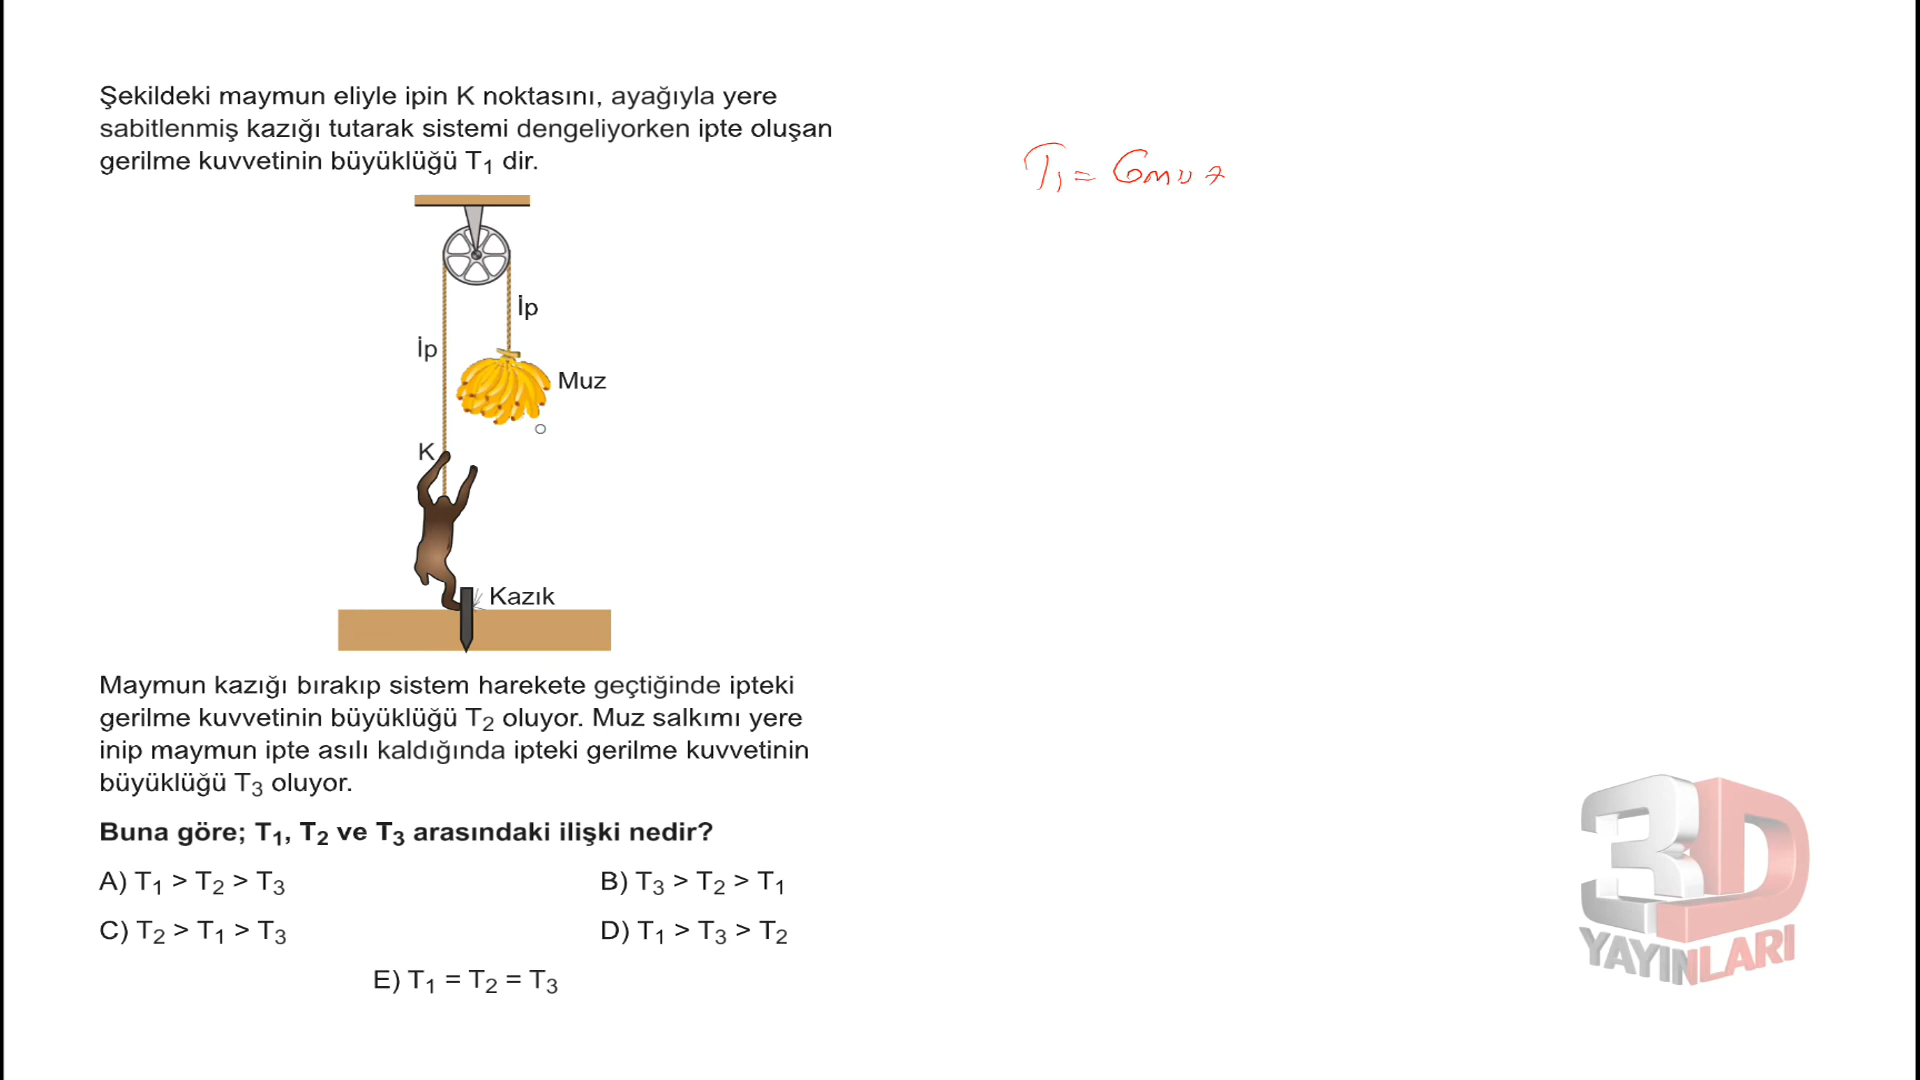 Şekildeki maymun eliyle ipin K noktasını, ayağıyla yere
sabitlenmiş kazığı tutarak sistemi dengeliyorken ipte oluşan
gerilme kuvvetinin büyüklüğü T1 dir.
T1 = Gmuz
İp
İp
Muz
K
Kazık
Maymun kazığı bırakıp sistem harekete geçtiğinde ipteki
gerilme kuvvetinin büyüklüğü T2 oluyor. Muz salkımı yere
inip maymun ipte asılı kaldığında ipteki gerilme kuvvetinin
büyüklüğü T3 oluyor.
Buna göre; T1, T2 ve T3 arasındaki ilişki nedir?
A) T1 > T2 > T3
B) T3 > T2 > T1
C) T2 > T1 > T3
D) T1 > T3 > T2
E) T1 = T2 = T3
3D
YAYINLARI